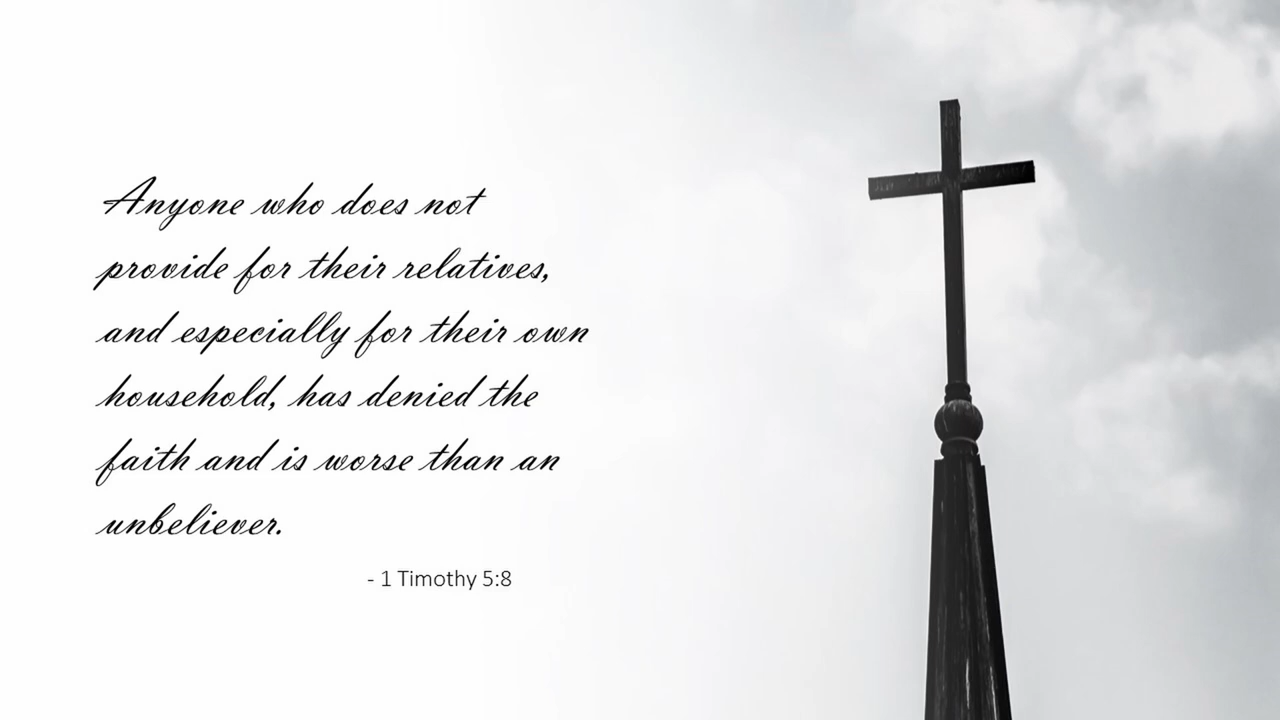 Anyone who does not
provide for their relatives,
and especially for their own
household, has denied the
faith and is worse than an
unbeliever.
- 1 Timothy 5:8